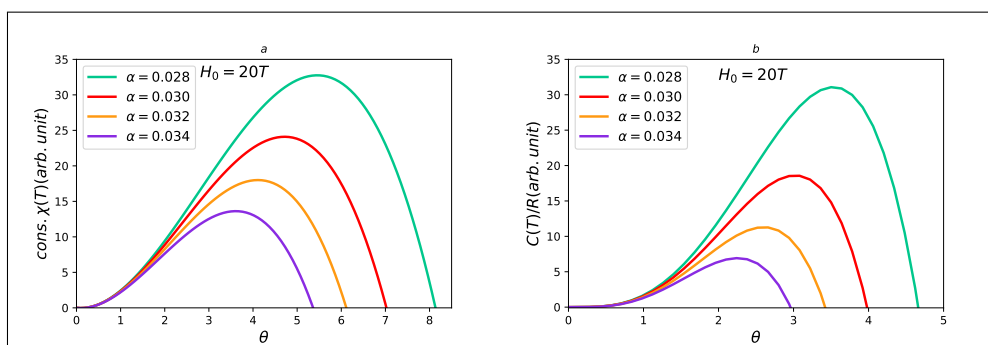 a
35
30
25
20
15
10
5
0
cons. χ(T)(arb. unit)
H₀ = 20T
α = 0.028
α = 0.030
α = 0.032
α = 0.034
0 1 2 3 4 5 6 7 8
θ
b
35
30
25
20
15
10
5
0
C(T)/R(arb. unit)
H₀ = 20T
α = 0.028
α = 0.030
α = 0.032
α = 0.034
0 1 2 3 4 5
θ